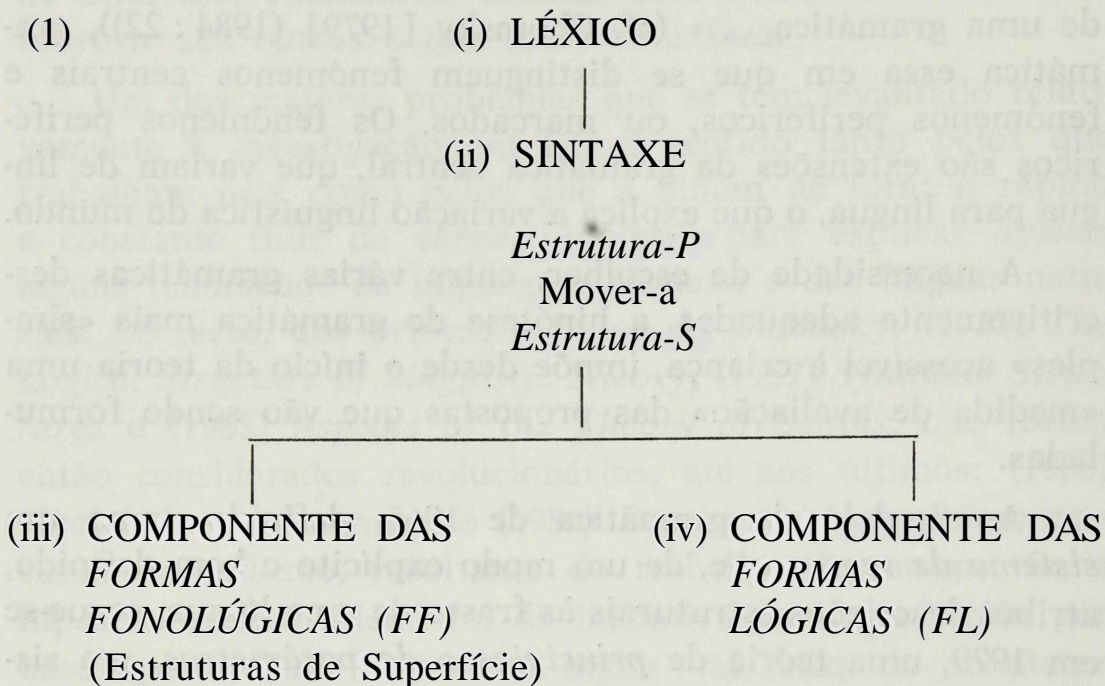 (1) (i) LÉXICO
(ii) SINTAXE
Estrutura-P
Mover-a
Estrutura-S
(iii) COMPONENTE DAS (iv) COMPONENTE DAS
FORMAS FORMAS
FONOLÚGICAS (FF) LÓGICAS (FL)
(Estruturas de Superfície)